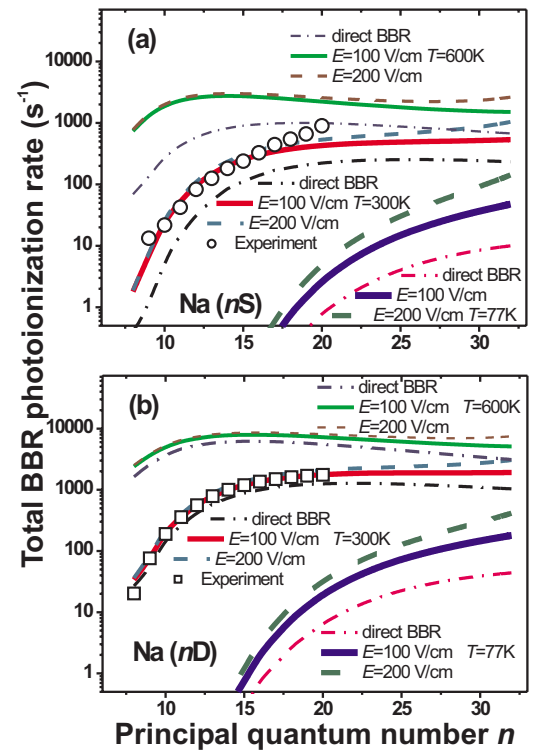 Total BBR photoionization rate (s⁻¹)
(a)
direct BBR
E=100 V/cm T=600K
E=200 V/cm
10000
1000
100
10
1
direct BBR
E=100 V/cm T=300K
E=200 V/cm
Experiment
direct BBR
E=100 V/cm
E=200 V/cm T=77K
Na (nS)
10 15 20 25 30
(b)
direct BBR
E=100 V/cm T=600K
E=200 V/cm
10000
1000
100
10
1
direct BBR
E=100 V/cm T=300K
E=200 V/cm
Experiment
direct BBR
E=100 V/cm T=77K
E=200 V/cm
Na (nD)
10 15 20 25 30
Principal quantum number n